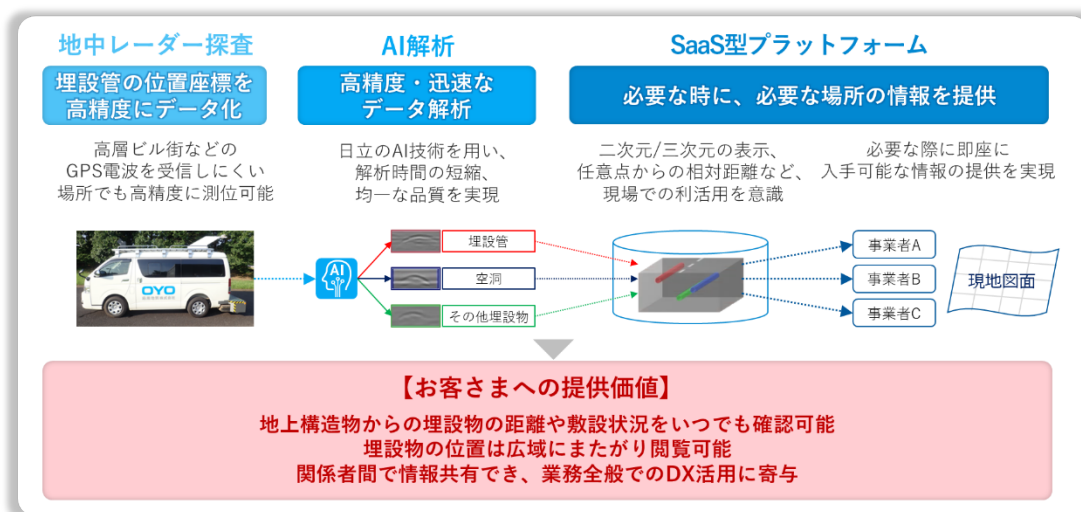 地中レーダー探査
埋設管の位置座標を
高精度にデータ化
高層ビル街などの
GPS電波を受信しにくい
場所でも高精度に測位可能
OYO
AI解析
高精度・迅速な
データ解析
日立のAI技術を用い、
解析時間の短縮、
均一な品質を実現
AI
埋設管
空洞
その他埋設物
SaaS型プラットフォーム
必要な時に、必要な場所の情報を提供
二次元/三次元の表示、
任意点からの相対距離など、
現場での利活用を意識
必要な際に即座に
入手可能な情報の提供を実現
事業者A
事業者B
事業者C
現地図面
【お客さまへの提供価値】
地上構造物からの埋設物の距離や敷設状況をいつでも確認可能
埋設物の位置は広域にまたがり閲覧可能
関係者間で情報共有でき、業務全般でのDX活用に寄与